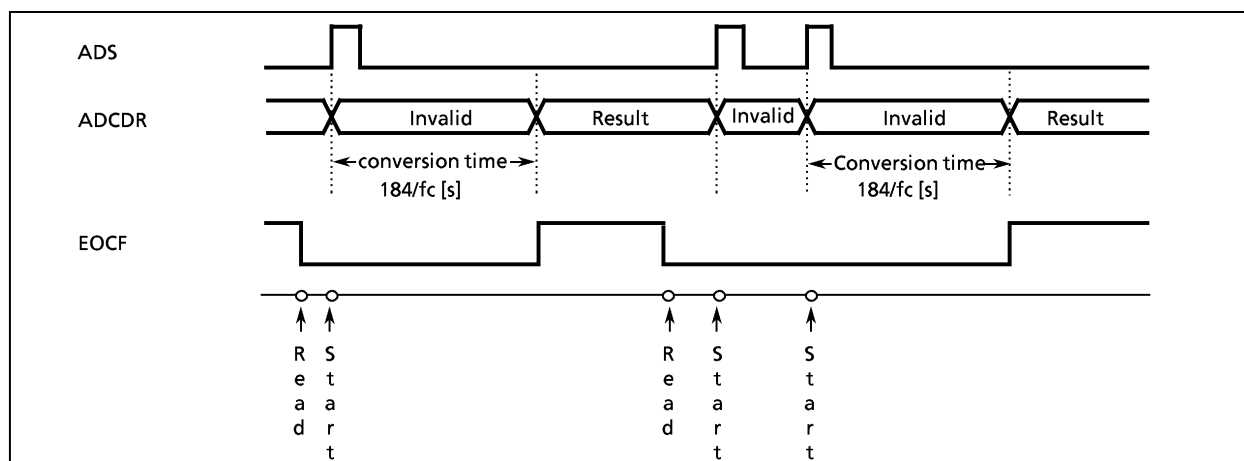 ADS
ADCDR
Invalid
Result
Invalid
Invalid
Result
conversion time
184/fc [s]
Conversion time
184/fc [s]
EOCF
Read
Start
Read
Start
Start